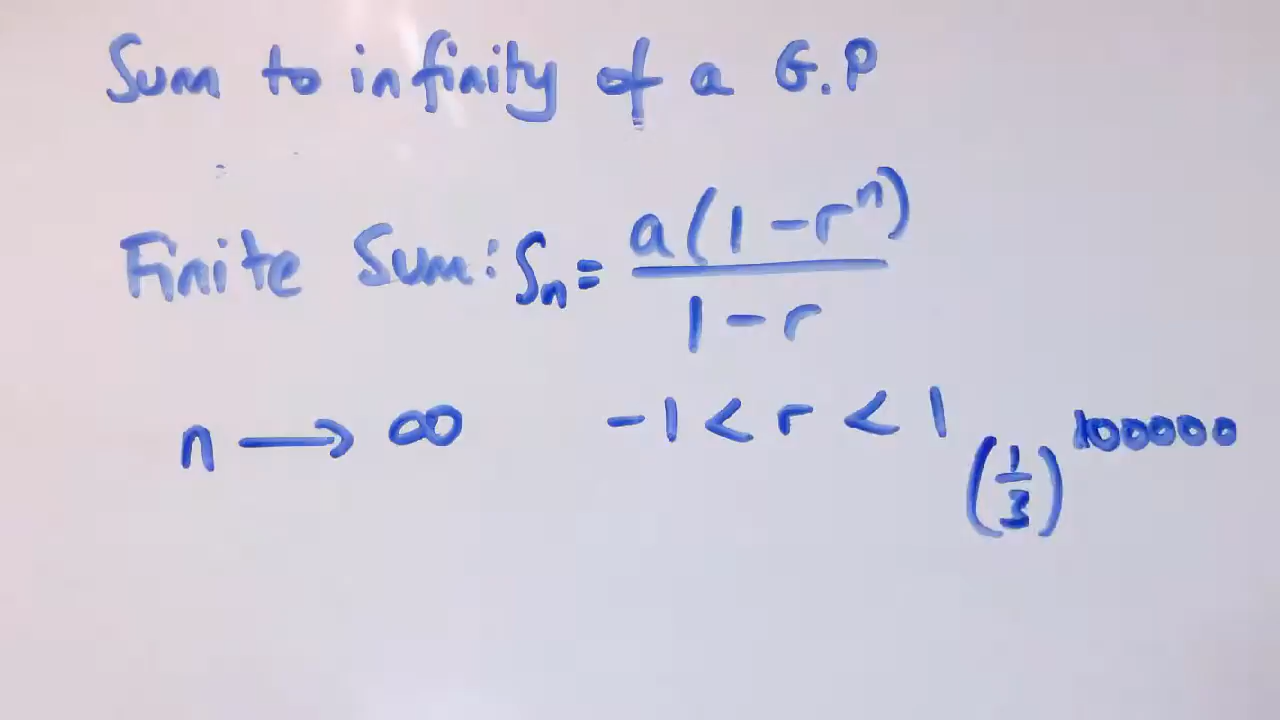 Sum to infinity of a G.P
Finite Sum: Sn = a(1-r^n) / 1-r
n → ∞ -1 < r < 1 (1/3)^100000